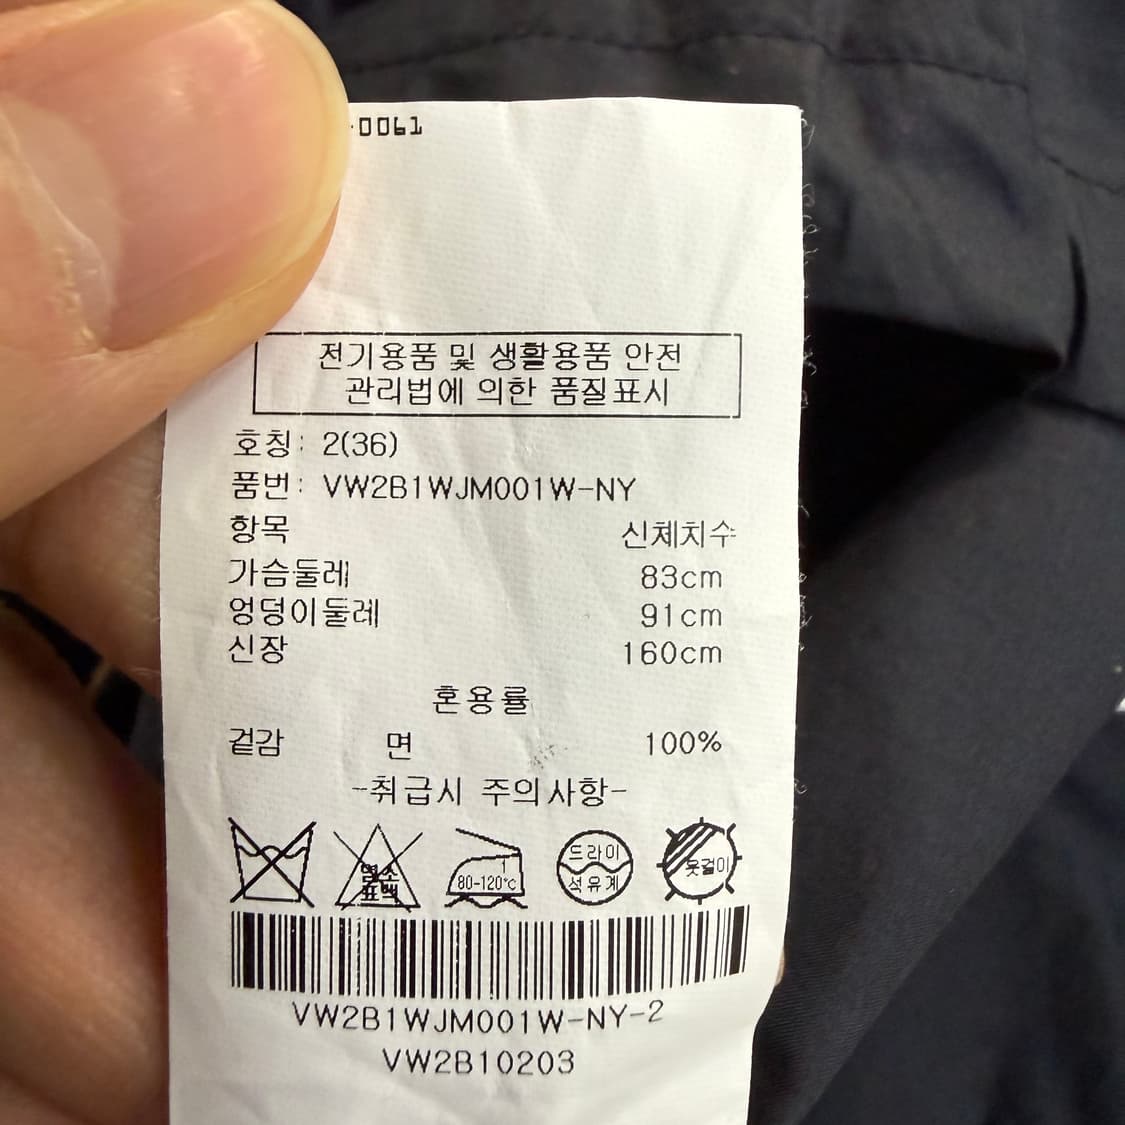 -0061
전기용품 및 생활용품 안전
관리법에 의한 품질표시
호칭: 2(36)
품번: VW2B1WJM001W-NY
항목 신체치수
가슴둘레 83cm
엉덩이둘레 91cm
신장 160cm
혼용률
겉감 면 100%
-취급시 주의사항-
염소
표백
80-120℃
드라이
석유계
옷걸이
VW2B1WJM001W-NY-2
VW2B10203